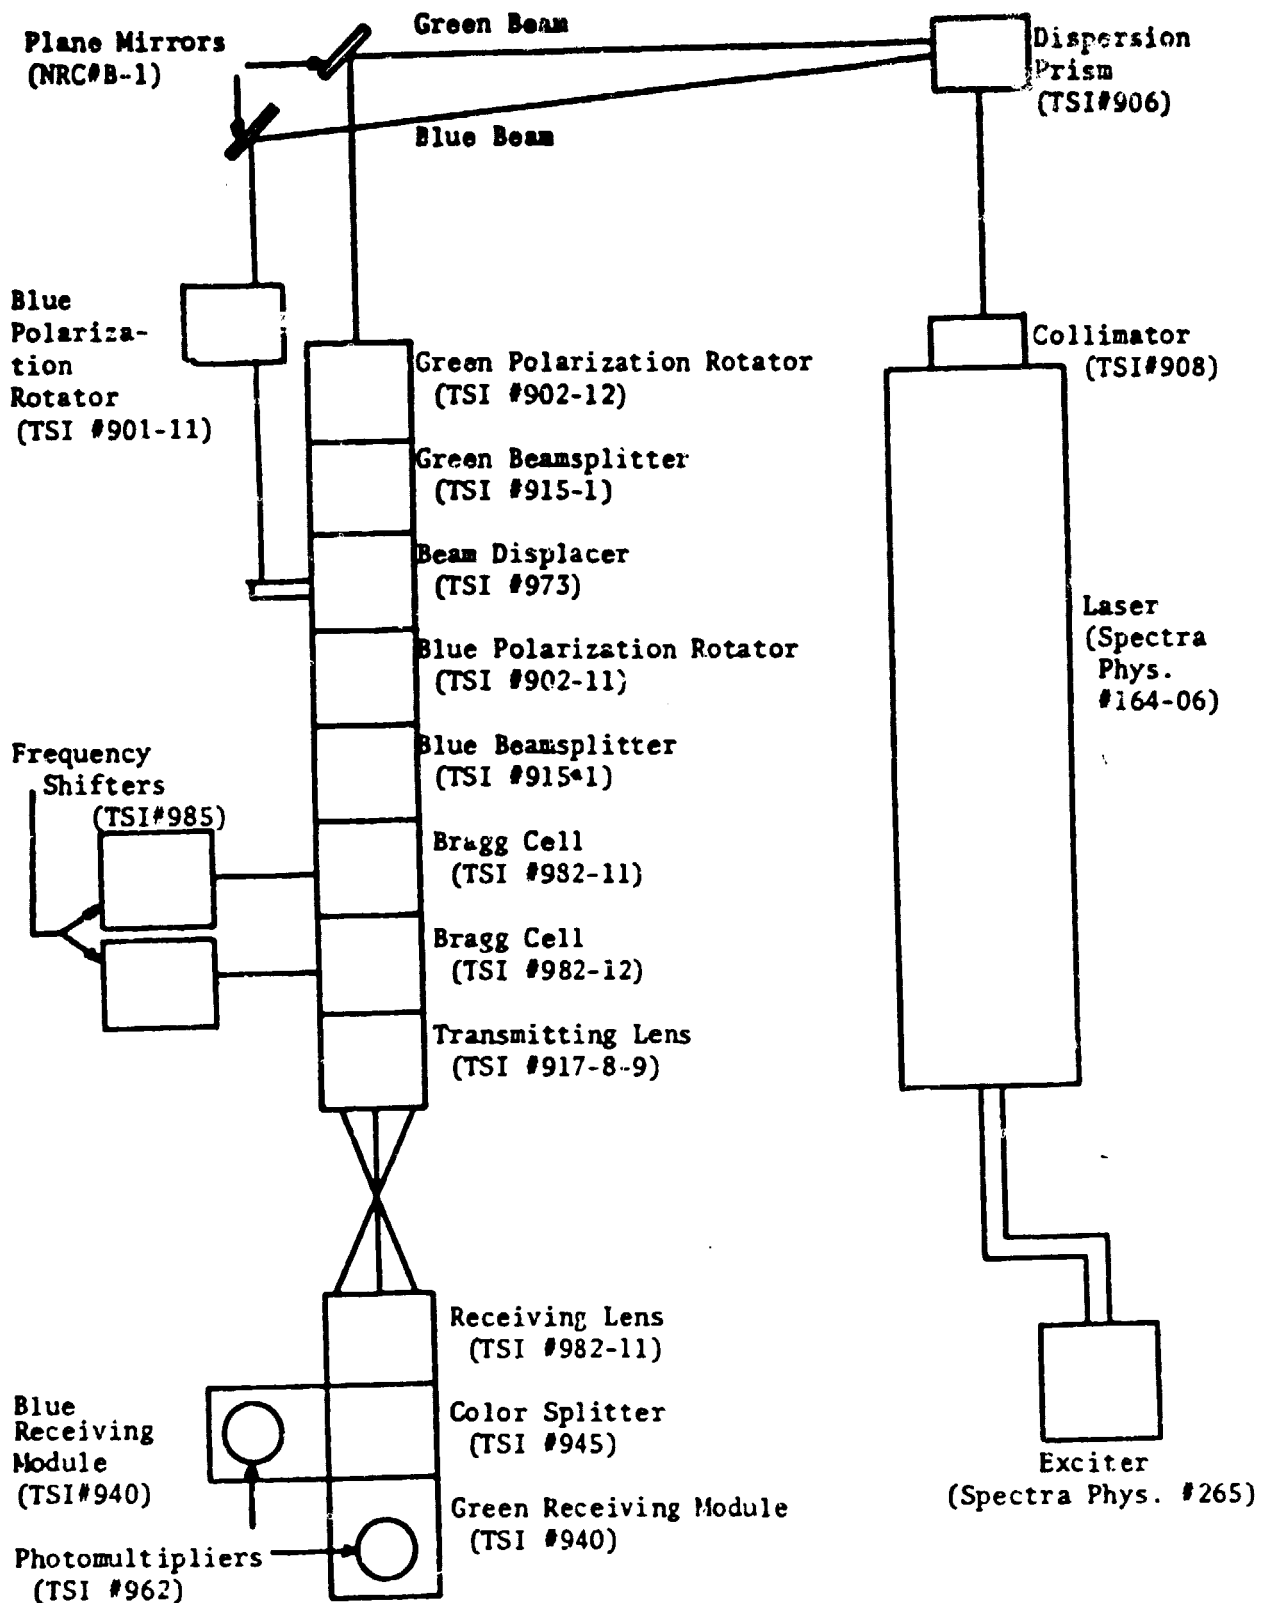 Green Beam
Plane Mirrors
(NRC#B-1)
Dispersion
Prism
(TSI#906)
Blue Beam
Blue
Polariza-
tion
Rotator
(TSI #901-11)
Collimator
(TSI#908)
Green Polarization Rotator
(TSI #902-12)
Green Beamsplitter
(TSI #915-1)
Beam Displacer
(TSI #973)
Laser
(Spectra
Phys.
#164-06)
Blue Polarization Rotator
(TSI #902-11)
Blue Beamsplitter
(TSI #915-1)
Frequency
Shifters
(TSI#985)
Bragg Cell
(TSI #982-11)
Bragg Cell
(TSI #982-12)
Transmitting Lens
(TSI #917-8-9)
Receiving Lens
(TSI #982-11)
Blue
Receiving
Module
(TSI#940)
Color Splitter
(TSI #945)
Exciter
(Spectra Phys. #265)
Green Receiving Module
(TSI #940)
Photomultipliers
(TSI #962)